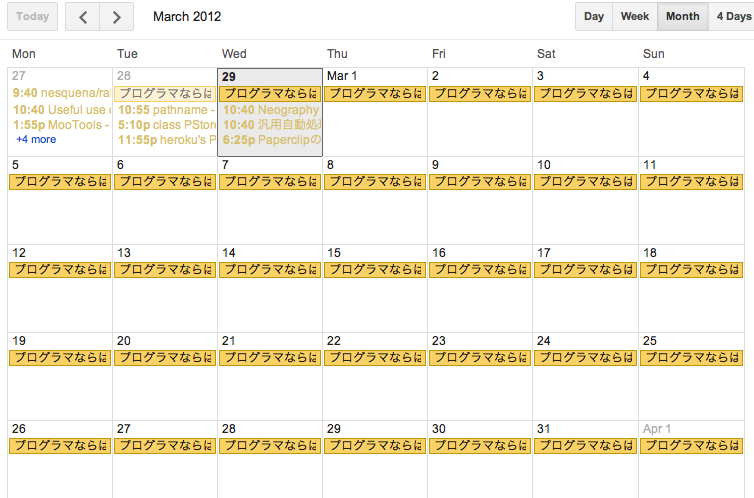 Today March 2012 Day Week Month 4 Days
Mon Tue Wed Thu Fri Sat Sun
27 28 29 Mar 1 2 3 4
プログラマならは プログラマならは プログラマならは プログラマならは プログラマならは プログラマならは
9:40 nesquena/ra
10:40 Useful use
1:55p MooTools -
+4 more
10:55 pathname -
5:10p class PStore
11:55p heroku's P
10:40 Neography
10:40 汎用自動処理
6:25p Paperclipの
5 6 7 8 9 10 11
プログラマならは プログラマならは プログラマならは プログラマならは プログラマならは プログラマならは プログラマならは
12 13 14 15 16 17 18
プログラマならは プログラマならは プログラマならは プログラマならは プログラマならは プログラマならは プログラマならは
19 20 21 22 23 24 25
プログラマならは プログラマならは プログラマならは プログラマならは プログラマならは プログラマならは プログラマならは
26 27 28 29 30 31 Apr 1
プログラマならは プログラマならは プログラマならは プログラマならは プログラマならは プログラマならは プログラマならは